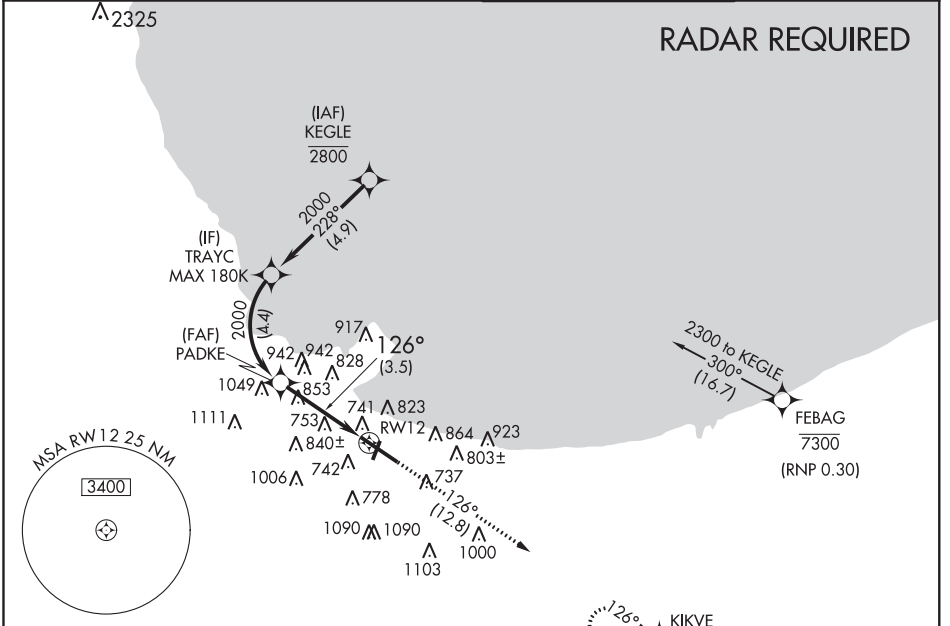 2325
RADAR REQUIRED
(IAF)
KEGLE
2800
2000
228°
(4.9)
(IF)
TRAYC
MAX 180K
2000
(4.4)
(FAF)
PADKE
917
126°
(3.5)
942
942
828
1049
853
1111
753
741
823
RW12
840±
864
923
803±
742
1006
737
778
126°
(12.8)
1090
1090
1000
1103
2300 to KEGLE
300°
(16.7)
FEBAG
7300
(RNP 0.30)
MSA RW12 25 NM
3400
126°
KIKVE